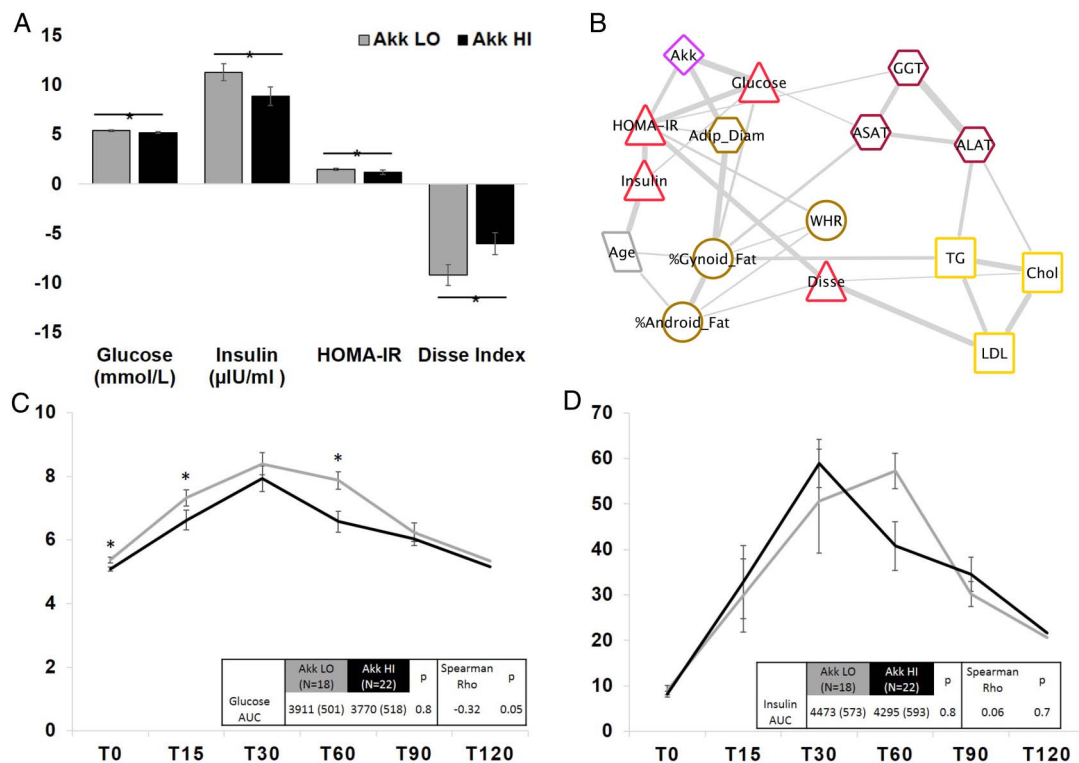 A
Akk LO Akk HI
15
10
5
0
-5
-10
-15
*
*
*
*
Glucose Insulin HOMA-IR Disse Index
(mmol/L) (µIU/ml )
B
Akk
Glucose
GGT
HOMA-IR
Adip_Diam
ASAT
ALAT
Insulin
WHR
Age
%Gynoid_Fat
TG
Disse
Chol
%Android_Fat
LDL
C
10
8
6
4
2
0
*
*
*
Akk LO Akk HI p Spearman p
(N=18) (N=22) Rho
Glucose
AUC
3911 (501) 3770 (518) 0.8 -0.32 0.05
T0 T15 T30 T60 T90 T120
D
70
60
50
40
30
20
10
0
Akk LO Akk HI p Spearman p
(N=18) (N=22) Rho
Insulin
AUC
4473 (573) 4295 (593) 0.8 0.06 0.7
T0 T15 T30 T60 T90 T120